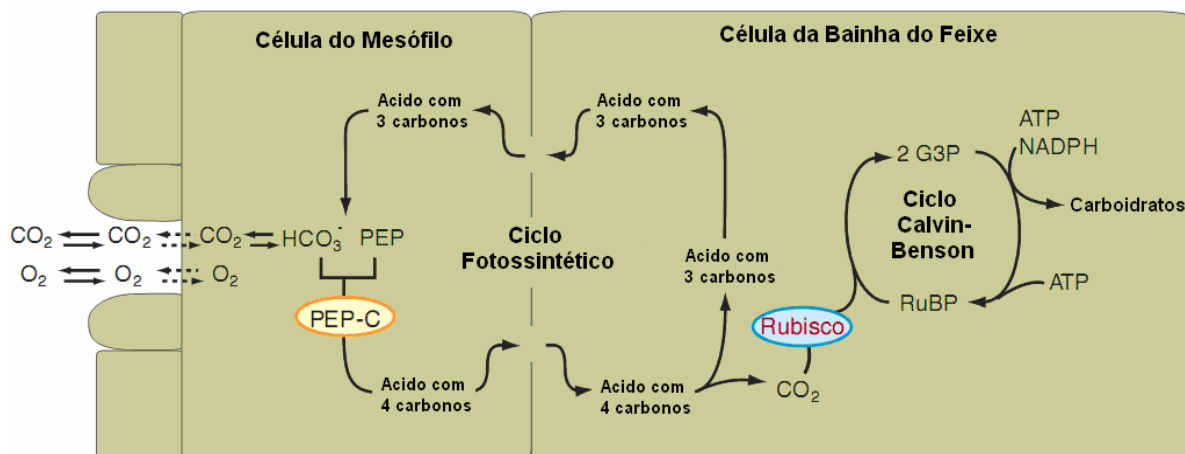 Célula do Mesófilo
Célula da Bainha do Feixe
Acido com
3 carbonos
Acido com
3 carbonos
ATP
NADPH
2 G3P
Ciclo
Calvin-
Benson
Carboidratos
CO₂ CO₂ CO₂ HCO₃⁻ PEP
Ciclo
Fotossintético
Acido com
3 carbonos
O₂ O₂ O₂
RuBP
ATP
PEP-C
Rubisco
Acido com
4 carbonos
Acido com
4 carbonos
CO₂